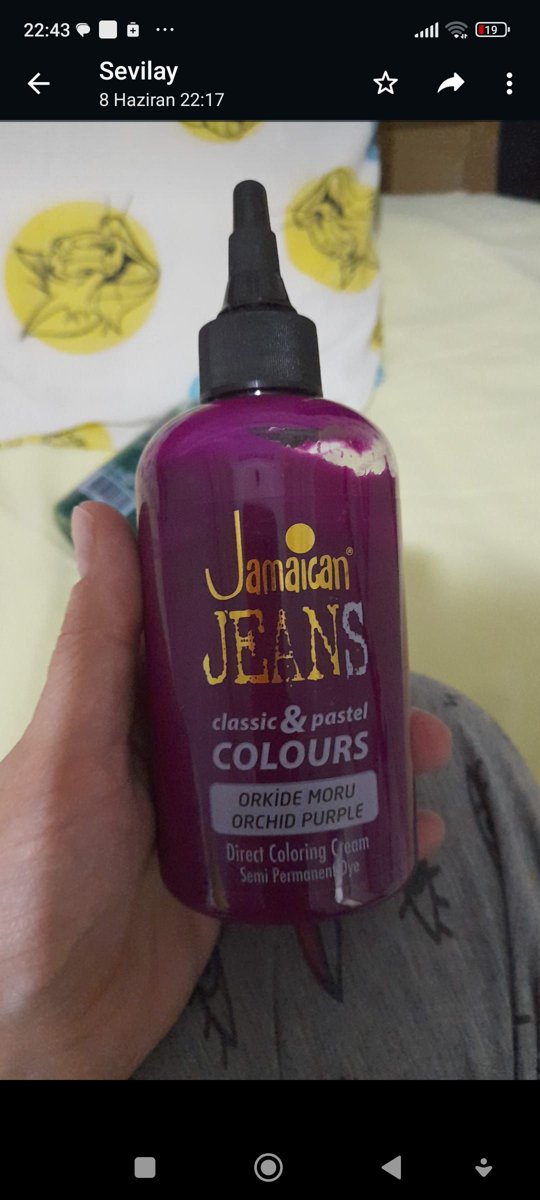 22:43
19
Sevilay
8 Haziran 22:17
Jamaican®
JEANS
classic & pastel
COLOURS
ORKİDE MORU
ORCHID PURPLE
Direct Coloring Cream
Semi Permanent Dye